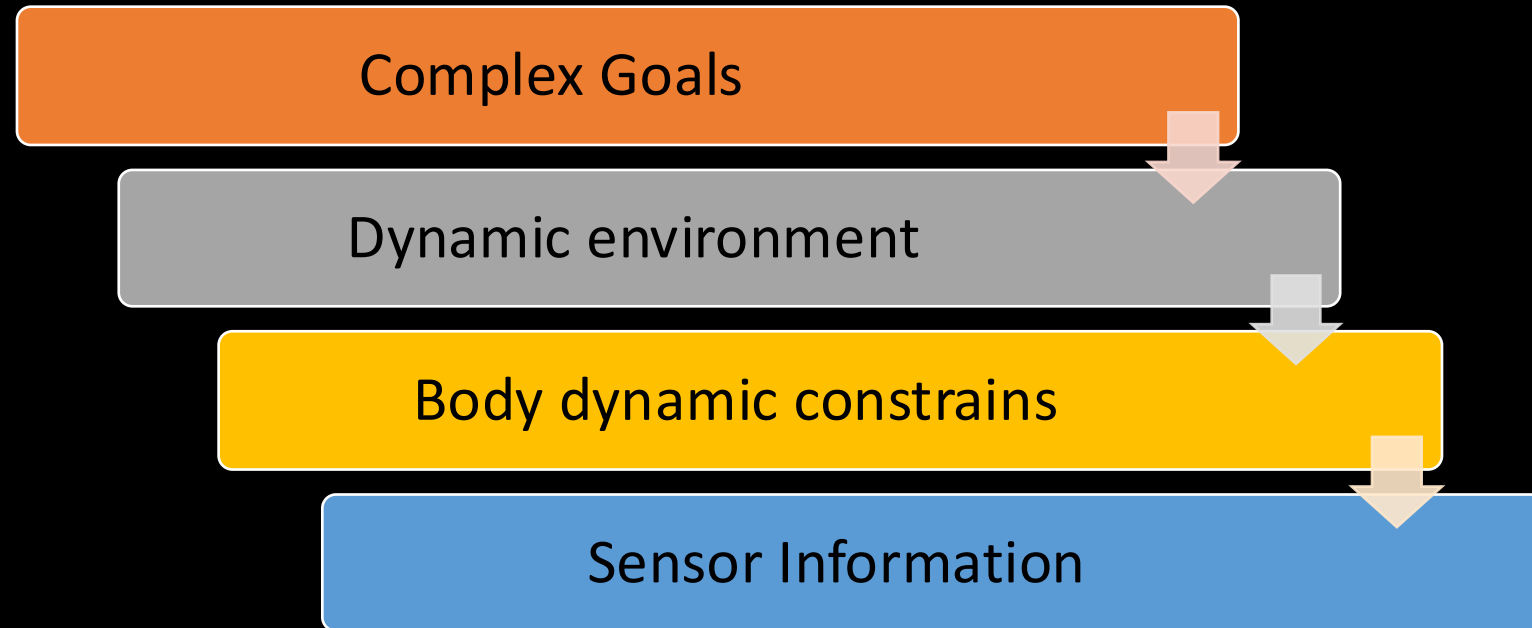 Complex Goals
Dynamic environment
Body dynamic constrains
Sensor Information